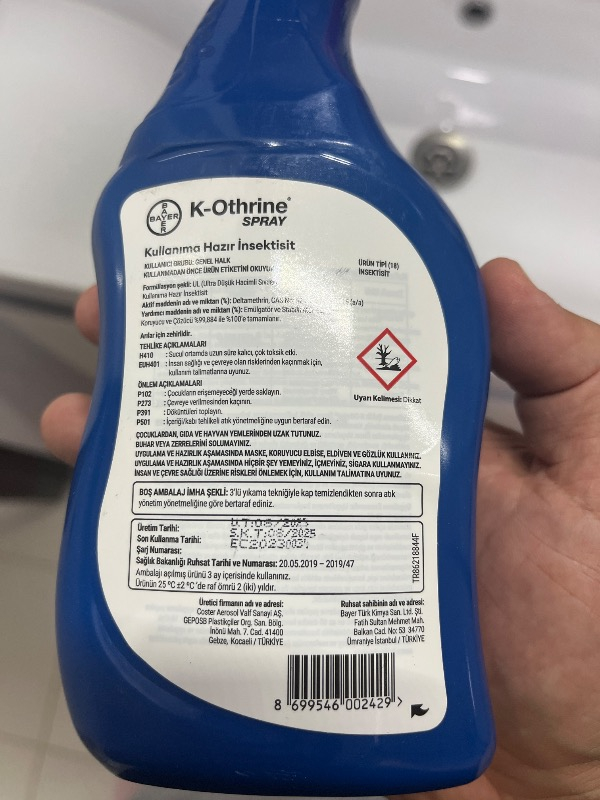 BAYER
K-Othrine®
SPRAY
Kullanıma Hazır İnsektisit
KULLANICI GRUBU: GENEL HALK
KULLANMADAN ÖNCE ÜRÜN ETİKETİNİ OKUYU
ÜRÜN TİPİ (18)
İNSEKTİSİT
Formülasyon şekli: UL (Ultra Düşük Hacimli
Kullanıma Hazır İnsektisit
Aktif maddenin adı ve miktarı (%): Deltamethrin, CAS (a/a)
Yardımcı maddenin adı ve miktarı (%): Emülgatör ve
Koruyucu ve Çözücü %99,884 ile %100'e tamamlanır.
Arılar için zehirlidir.
TEHLİKE AÇIKLAMALARI
H410 : Sucul ortamda uzun süre kalıcı, çok toksik etki.
EUH401 : İnsan sağlığı ve çevreye olan risklerinden kaçınmak için,
kullanım talimatlarına uyunuz.
Uyarı Kelimesi: Dikkat
ÖNLEM AÇIKLAMALARI
P102 : Çocukların erişemeyeceği yerde saklayın.
P273 : Çevreye verilmesinden kaçının.
P391 : Döküntüleri toplayın.
P501 : İçeriği/kabı tehlikeli atık yönetmeliğine uygun bertaraf edin.
ÇOCUKLARDAN, GIDA VE HAYVAN YEMLERİNDEN UZAK TUTUNUZ.
BUHAR VEYA ZERRELERİNİ SOLUMAYINIZ.
UYGULAMA VE HAZIRLIK AŞAMASINDA MASKE, KORUYUCU ELBİSE, ELDİVEN VE GÖZLÜK KULLANINIZ.
UYGULAMA VE HAZIRLIK AŞAMASINDA HİÇBİR ŞEY YEMEYİNİZ, İÇMEYİNİZ, SİGARA KULLANMAYINIZ.
İNSAN VE ÇEVRE SAĞLIĞI ÜZERİNE RİSKLERİ ÖNLEMEK İÇİN, KULLANIM TALİMATINA UYUNUZ.
BOŞ AMBALAJ İMHA ŞEKLİ: 3'lü yıkama tekniğiyle kap temizlendikten sonra atık
yönetim yönetmeliğine göre bertaraf ediniz.
Üretim Tarihi: Ü.T:08/2023
Son Kullanma Tarihi: S.K.T:08/2025
Şarj Numarası:
Sağlık Bakanlığı Ruhsat Tarihi ve Numarası: 20.05.2019 – 2019/47
Ambalajı açılmış ürünü 3 ay içerisinde kullanınız.
Ürünün 25 °C ±2 °C 'de raf ömrü 2 (iki) yıldır.
TR86218844F
Üretici firmanın adı ve adresi:
Coster Aerosol Valf Sanayi AŞ.
GEPOSB Plastikçiler Org. San. Bölg.
İnönü Mah. 7. Cad. 41400
Gebze, Kocaeli / TÜRKİYE
Ruhsat sahibinin adı ve adresi:
Bayer Türk Kimya San. Ltd. Şti.
Fatih Sultan Mehmet Mah.
Balkan Cad. No: 53 34770
Ümraniye İstanbul / TÜRKİYE
8 699546 002429 >